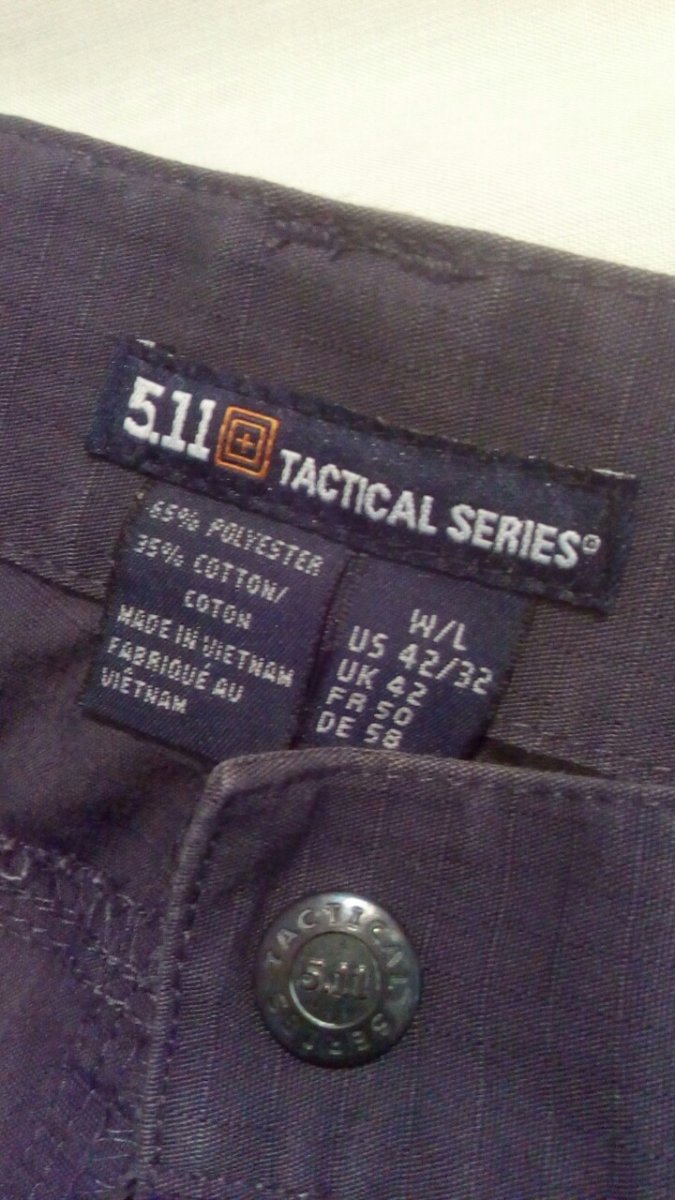 5.11 TACTICAL SERIES®
65% POLYESTER
35% COTTON/
COTON
MADE IN VIETNAM
FABRIQUÉ AU
VIÉTNAM
W/L
US 42/32
UK 42
FR 50
DE 58
TACTICAL
5.11
SERIES